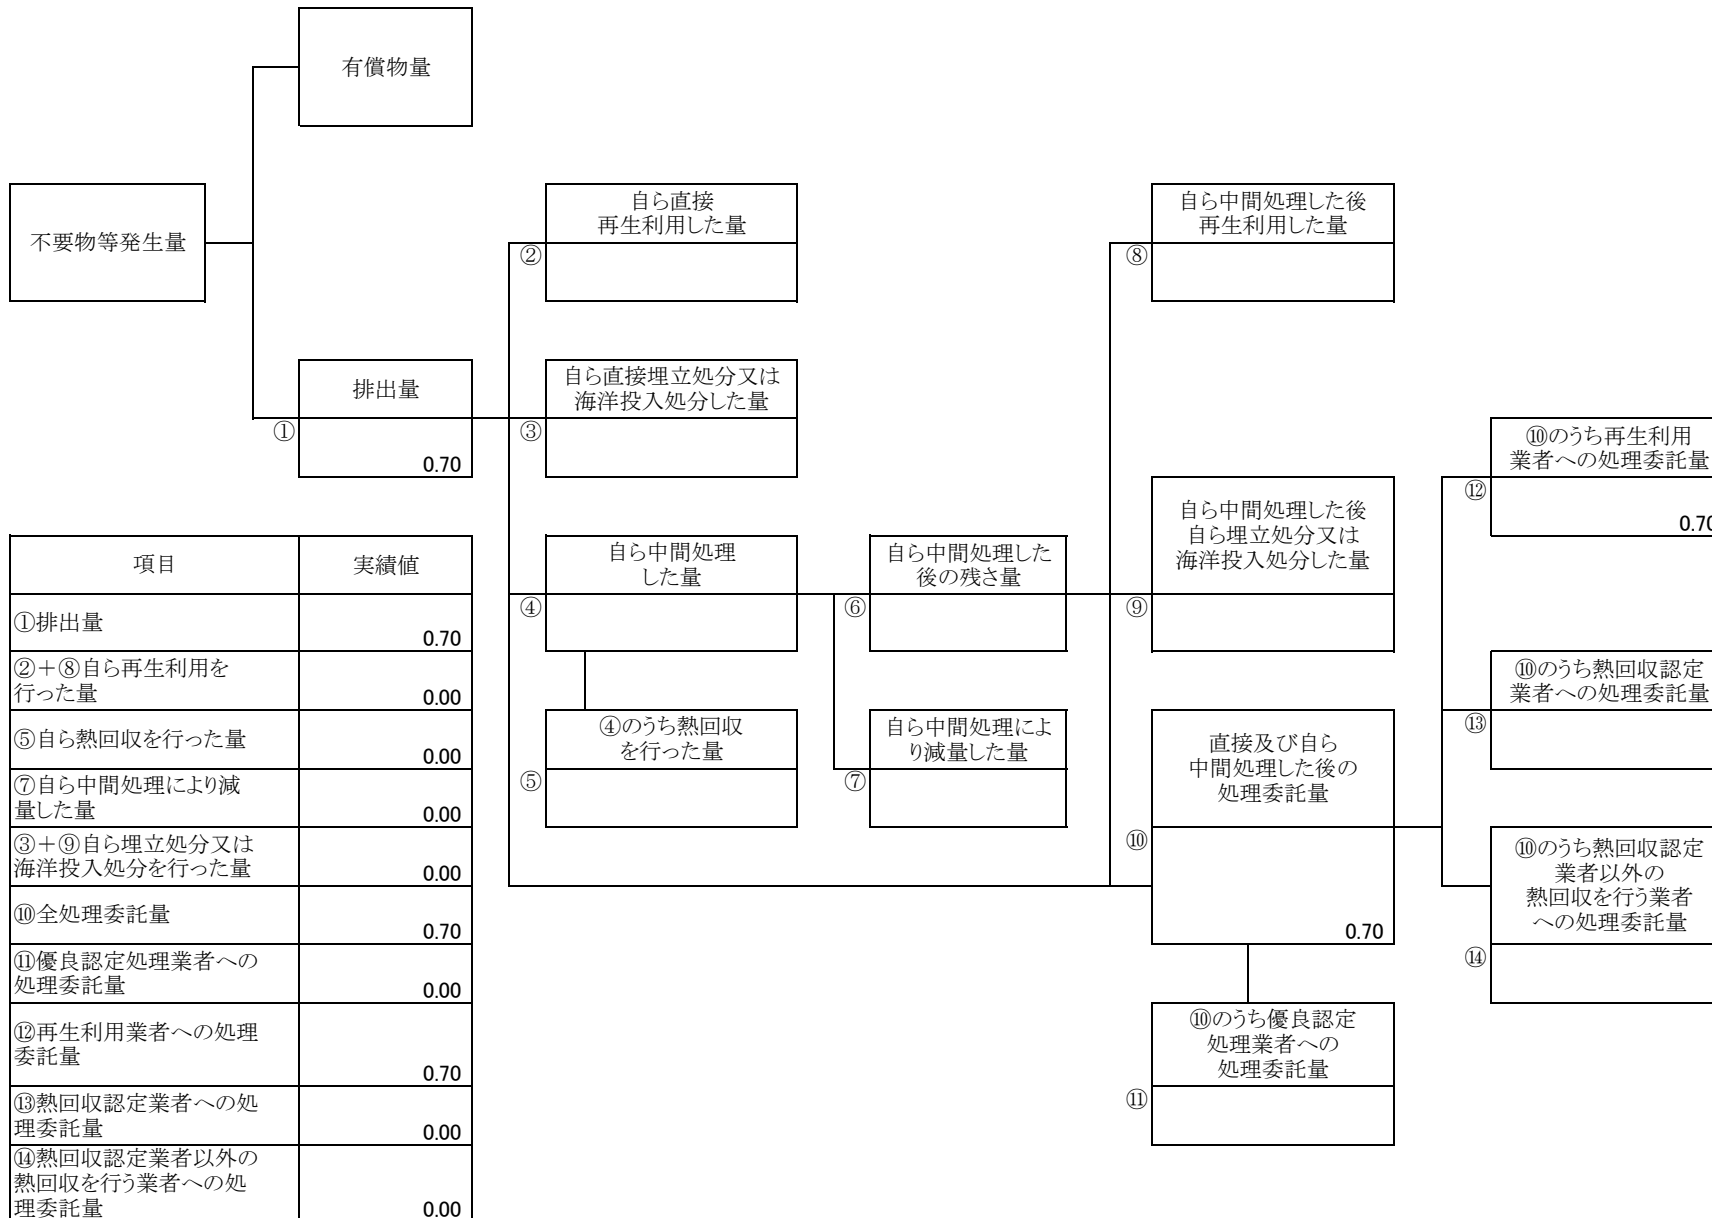 有償物量
不要物等発生量
自ら直接
再生利用した量
②
自ら中間処理した後
再生利用した量
⑧
排出量
①
0.70
自ら直接埋立処分又は
海洋投入処分した量
③
⑩のうち再生利用
業者への処理委託量
⑫
0.70
自ら中間処理
した量
④
自ら中間処理した
後の残さ量
⑥
自ら中間処理した後
自ら埋立処分又は
海洋投入処分した量
⑨
⑩のうち熱回収認定
業者への処理委託量
⑬
④のうち熱回収
を行った量
⑤
自ら中間処理によ
り減量した量
⑦
直接及び自ら
中間処理した後の
処理委託量
⑩
0.70
⑩のうち熱回収認定
業者以外の
熱回収を行う業者
への処理委託量
⑭
⑩のうち優良認定
処理業者への
処理委託量
⑪
項目 実績値
①排出量
0.70
②+⑧自ら再生利用を
行った量
0.00
⑤自ら熱回収を行った量
0.00
⑦自ら中間処理により減
量した量
0.00
③+⑨自ら埋立処分又は
海洋投入処分を行った量
0.00
⑩全処理委託量
0.70
⑪優良認定処理業者への
処理委託量
0.00
⑫再生利用業者への処理
委託量
0.70
⑬熱回収認定業者への処
理委託量
0.00
⑭熱回収認定業者以外の
熱回収を行う業者への処
理委託量
0.00